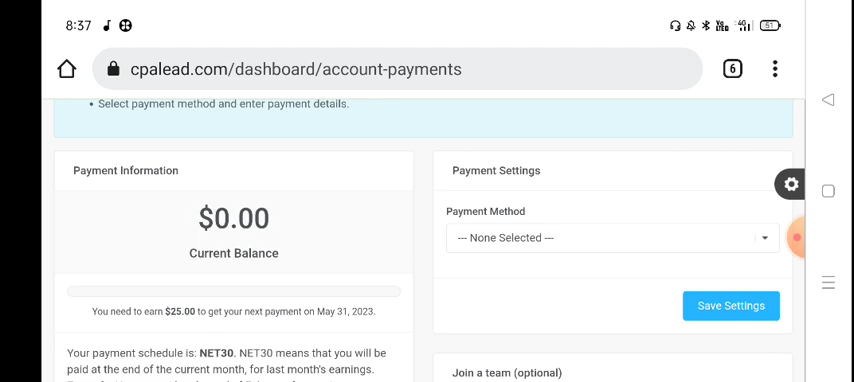 8:37
4G 51
cpalead.com/dashboard/account-payments 6
• Select payment method and enter payment details.
Payment Information
$0.00
Current Balance
You need to earn $25.00 to get your next payment on May 31, 2023.
Your payment schedule is: NET30. NET30 means that you will be
paid at the end of the current month, for last month's earnings.
Payment Settings
Payment Method
--- None Selected ---
Save Settings
Join a team (optional)